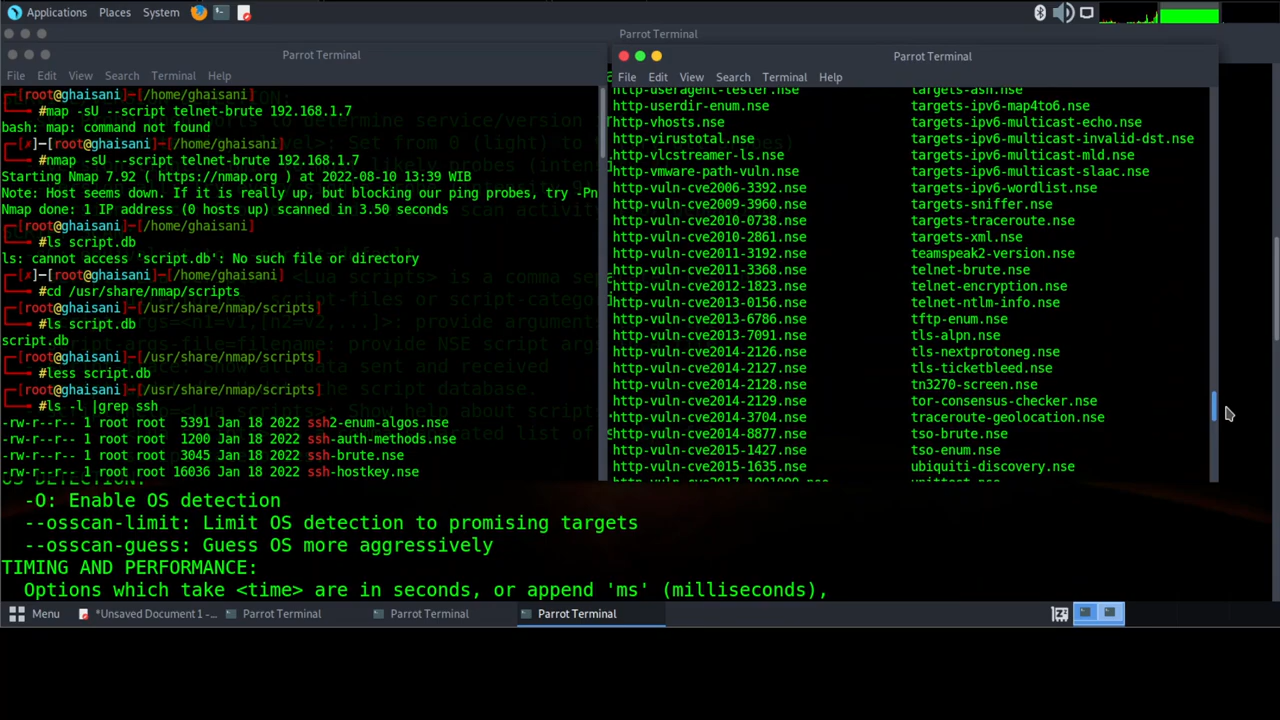 Applications Places System
Parrot Terminal
Parrot Terminal
File Edit View Search Terminal Help
┌─[root@ghaisani]─[/home/ghaisani]
└──╼ #map -sU --script telnet-brute 192.168.1.7
bash: map: command not found
┌─[✗]─[root@ghaisani]─[/home/ghaisani]
└──╼ #nmap -sU --script telnet-brute 192.168.1.7
Starting Nmap 7.92 ( https://nmap.org ) at 2022-08-10 13:39 WIB
Note: Host seems down. If it is really up, but blocking our ping probes, try -Pn
Nmap done: 1 IP address (0 hosts up) scanned in 3.50 seconds
┌─[root@ghaisani]─[/home/ghaisani]
└──╼ #ls script.db
ls: cannot access 'script.db': No such file or directory
┌─[✗]─[root@ghaisani]─[/home/ghaisani]
└──╼ #cd /usr/share/nmap/scripts
┌─[root@ghaisani]─[/usr/share/nmap/scripts]
└──╼ #ls script.db
script.db
┌─[root@ghaisani]─[/usr/share/nmap/scripts]
└──╼ #less script.db
┌─[root@ghaisani]─[/usr/share/nmap/scripts]
└──╼ #ls -l |grep ssh
-rw-r--r-- 1 root root 5391 Jan 18 2022 ssh2-enum-algos.nse
-rw-r--r-- 1 root root 1200 Jan 18 2022 ssh-auth-methods.nse
-rw-r--r-- 1 root root 3045 Jan 18 2022 ssh-brute.nse
-rw-r--r-- 1 root root 16036 Jan 18 2022 ssh-hostkey.nse
Parrot Terminal
File Edit View Search Terminal Help
http-useragent-tester.nse targets-asn.nse
http-userdir-enum.nse targets-ipv6-map4to6.nse
http-vhosts.nse targets-ipv6-multicast-echo.nse
http-virustotal.nse targets-ipv6-multicast-invalid-dst.nse
http-vlcstreamer-ls.nse targets-ipv6-multicast-mld.nse
http-vmware-path-vuln.nse targets-ipv6-multicast-slaac.nse
http-vuln-cve2006-3392.nse targets-ipv6-wordlist.nse
http-vuln-cve2009-3960.nse targets-sniffer.nse
http-vuln-cve2010-0738.nse targets-traceroute.nse
http-vuln-cve2010-2861.nse targets-xml.nse
http-vuln-cve2011-3192.nse teamspeak2-version.nse
http-vuln-cve2011-3368.nse telnet-brute.nse
http-vuln-cve2012-1823.nse telnet-encryption.nse
http-vuln-cve2013-0156.nse telnet-ntlm-info.nse
http-vuln-cve2013-6786.nse tftp-enum.nse
http-vuln-cve2013-7091.nse tls-alpn.nse
http-vuln-cve2014-2126.nse tls-nextprotoneg.nse
http-vuln-cve2014-2127.nse tls-ticketbleed.nse
http-vuln-cve2014-2128.nse tn3270-screen.nse
http-vuln-cve2014-2129.nse tor-consensus-checker.nse
http-vuln-cve2014-3704.nse traceroute-geolocation.nse
http-vuln-cve2014-8877.nse tso-brute.nse
http-vuln-cve2015-1427.nse tso-enum.nse
http-vuln-cve2015-1635.nse ubiquiti-discovery.nse
http-vuln-cve2017-1001000.nse unittest.nse
OS DETECTION:
-O: Enable OS detection
--osscan-limit: Limit OS detection to promising targets
--osscan-guess: Guess OS more aggressively
TIMING AND PERFORMANCE:
Options which take <time> are in seconds, or append 'ms' (milliseconds),
Menu *Unsaved Document 1 -... Parrot Terminal Parrot Terminal Parrot Terminal